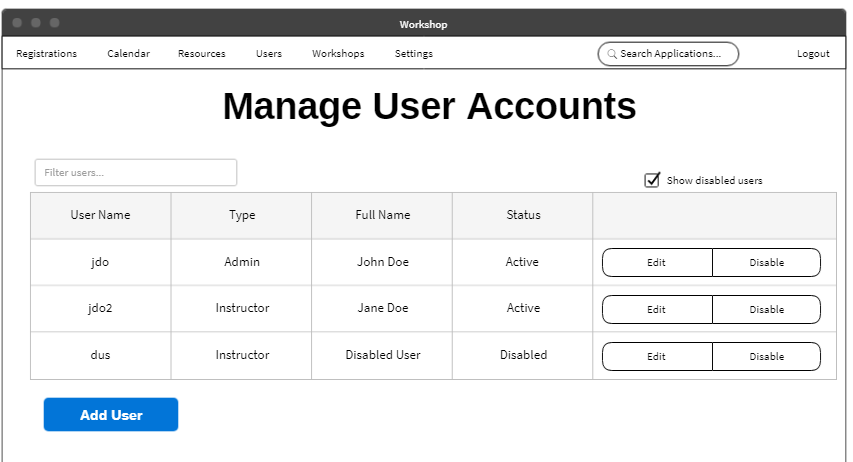 Workshop
Registrations Calendar Resources Users Workshops Settings Search Applications... Logout
Manage User Accounts
Filter users...
Show disabled users
User Name Type Full Name Status
jdo Admin John Doe Active Edit Disable
jdo2 Instructor Jane Doe Active Edit Disable
dus Instructor Disabled User Disabled Edit Disable
Add User